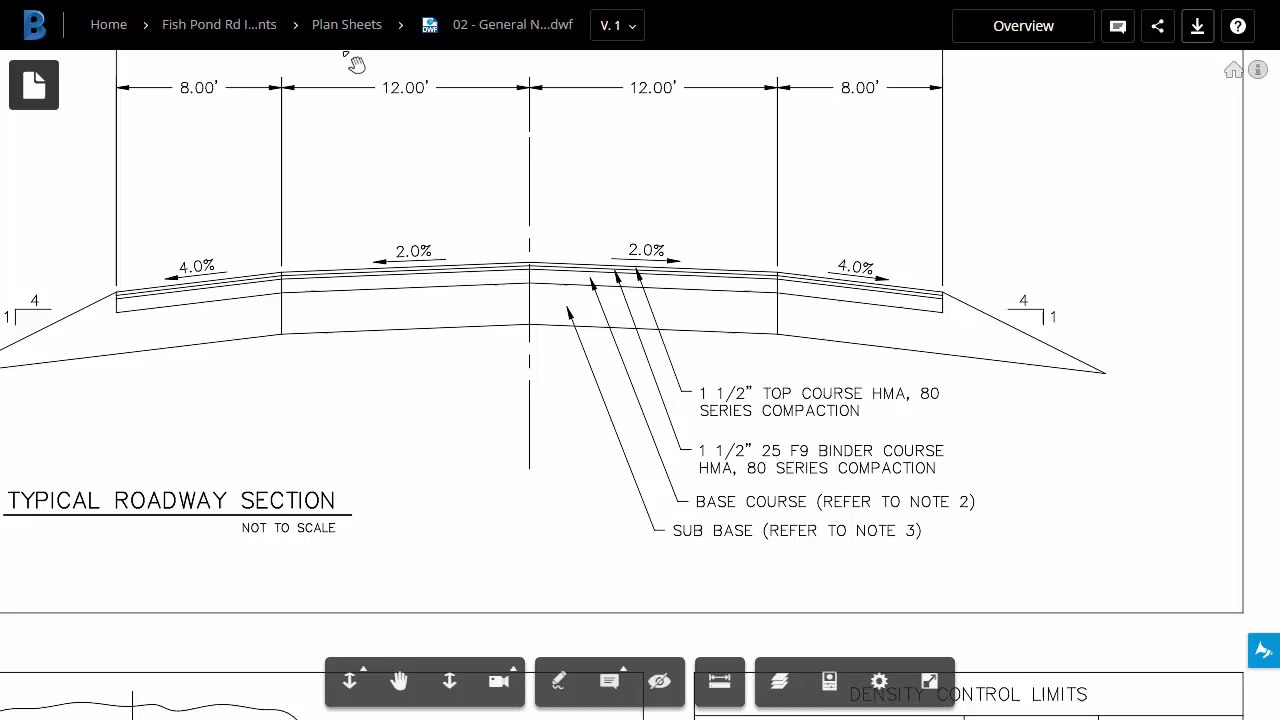 Home
Fish Pond Rd I...nts
Plan Sheets
DWF
02 - General N...dwf
V. 1
Overview
8.00'
12.00'
12.00'
8.00'
4.0%
2.0%
2.0%
4.0%
4
1
4
1
1 1/2" TOP COURSE HMA, 80
SERIES COMPACTION
1 1/2" 25 F9 BINDER COURSE
HMA, 80 SERIES COMPACTION
BASE COURSE (REFER TO NOTE 2)
SUB BASE (REFER TO NOTE 3)
TYPICAL ROADWAY SECTION
NOT TO SCALE
DENSITY CONTROL LIMITS